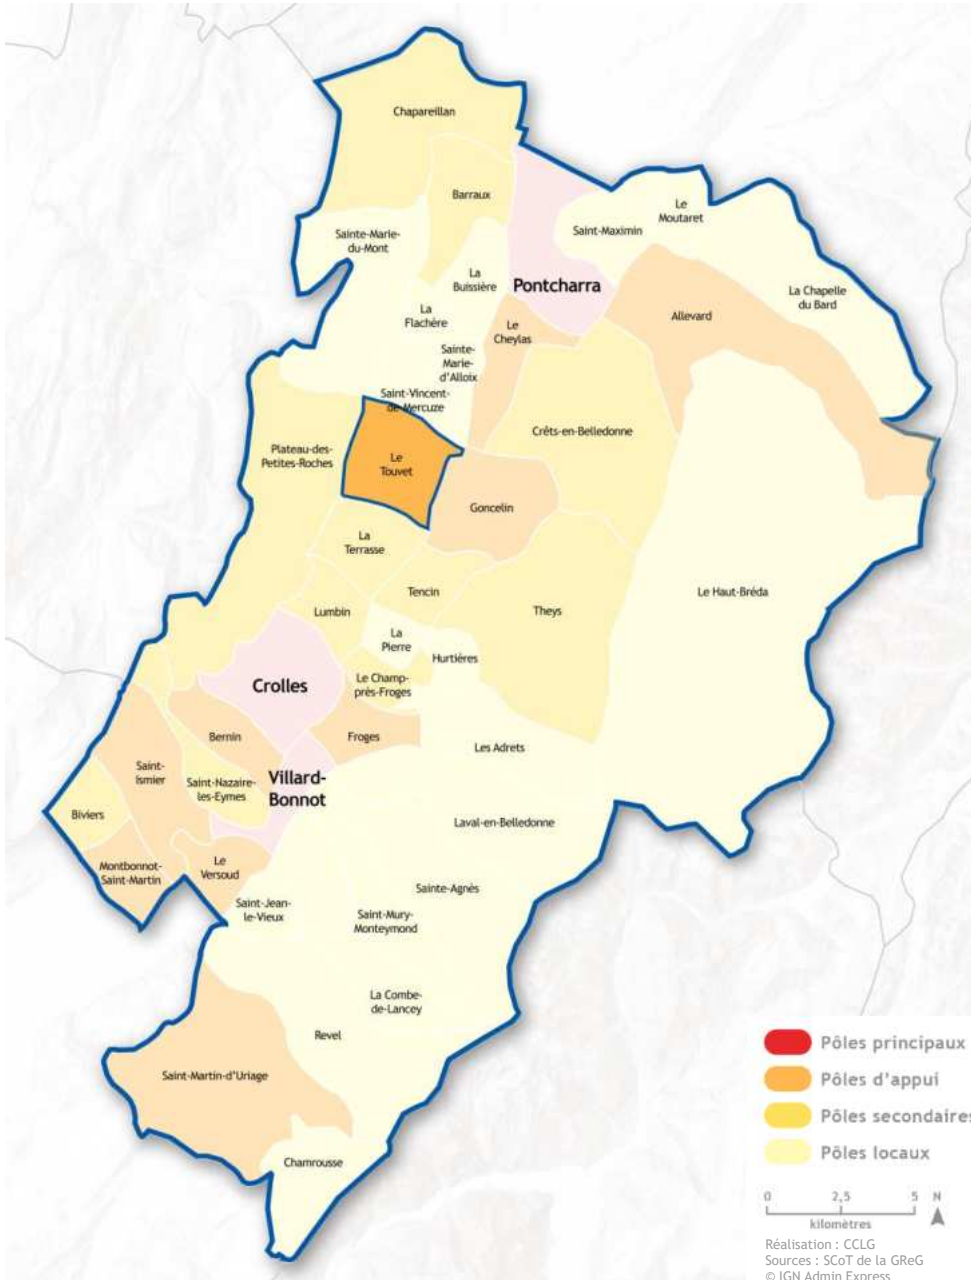 Chapareillan
Barraux
Le
Moutaret
Saint-Maximin
Sainte-Marie-
du-Mont
La
Buissière
Pontcharra
La Chapelle
du Bard
La
Flachère
Allevard
Le
Cheylas
Sainte-
Marie-
d'Alloix
Saint-Vincent-
de-Mercuze
Crêts-en-Belledonne
Plateau-des-
Petites-Roches
Le
Touvet
Goncelin
La
Terrasse
Tencin
Le Haut-Bréda
Lumbin
Theys
La
Pierre
Hurtières
Crolles
Le Champ-
près-Froges
Bernin
Froges
Les Adrets
Saint-
Ismier
Saint-Nazaire-
les-Eymes
Villard-
Bonnot
Biviers
Laval-en-Belledonne
Montbonnot-
Saint-Martin
Le
Versoud
Sainte-Agnès
Saint-Jean-
le-Vieux
Saint-Mury-
Monteymond
La Combe-
de-Lancey
Revel
Saint-Martin-d'Uriage
Chamrousse
Pôles principaux
Pôles d'appui
Pôles secondaires
Pôles locaux
0 2,5 5 N
kilomètres
Réalisation : CCLG
Sources : SCoT de la GReG
© IGN Admin Express